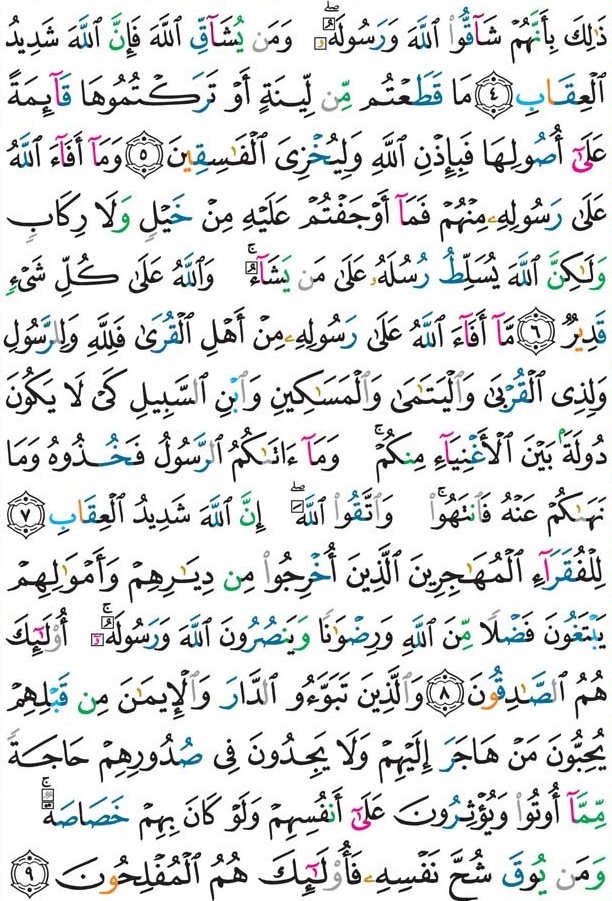 ذَٰلِكَ بِأَنَّهُمْ شَآقُّوا۟ ٱللَّهَ وَرَسُولَهُۥ ۖ وَمَن يُشَآقِّ ٱللَّهَ فَإِنَّ ٱللَّهَ شَدِيدُ
ٱلْعِقَابِ ٤ مَا قَطَعْتُم مِّن لِّينَةٍ أَوْ تَرَكْتُمُوهَا قَآئِمَةً
عَلَىٰٓ أُصُولِهَا فَبِإِذْنِ ٱللَّهِ وَلِيُخْزِىَ ٱلْفَٰسِقِينَ ٥ وَمَآ أَفَآءَ ٱللَّهُ
عَلَىٰ رَسُولِهِۦ مِنْهُمْ فَمَآ أَوْجَفْتُمْ عَلَيْهِ مِنْ خَيْلٍ وَلَا رِكَابٍ
وَلَٰكِنَّ ٱللَّهَ يُسَلِّطُ رُسُلَهُۥ عَلَىٰ مَن يَشَآءُ ۚ وَٱللَّهُ عَلَىٰ كُلِّ شَىْءٍ
قَدِيرٌ ٦ مَّآ أَفَآءَ ٱللَّهُ عَلَىٰ رَسُولِهِۦ مِنْ أَهْلِ ٱلْقُرَىٰ فَلِلَّهِ وَلِلرَّسُولِ
وَلِذِى ٱلْقُرْبَىٰ وَٱلْيَتَٰمَىٰ وَٱلْمَسَٰكِينِ وَٱبْنِ ٱلسَّبِيلِ كَىْ لَا يَكُونَ
دُولَةًۢ بَيْنَ ٱلْأَغْنِيَآءِ مِنكُمْ ۚ وَمَآ ءَاتَىٰكُمُ ٱلرَّسُولُ فَخُذُوهُ وَمَا
نَهَىٰكُمْ عَنْهُ فَٱنتَهُوا۟ ۚ وَٱتَّقُوا۟ ٱللَّهَ ۖ إِنَّ ٱللَّهَ شَدِيدُ ٱلْعِقَابِ ٧
لِلْفُقَرَآءِ ٱلْمُهَٰجِرِينَ ٱلَّذِينَ أُخْرِجُوا۟ مِن دِيَٰرِهِمْ وَأَمْوَٰلِهِمْ
يَبْتَغُونَ فَضْلًا مِّنَ ٱللَّهِ وَرِضْوَٰنًا وَيَنصُرُونَ ٱللَّهَ وَرَسُولَهُۥٓ ۚ أُو۟لَٰٓئِكَ
هُمُ ٱلصَّٰدِقُونَ ٨ وَٱلَّذِينَ تَبَوَّءُو ٱلدَّارَ وَٱلْإِيمَٰنَ مِن قَبْلِهِمْ
يُحِبُّونَ مَنْ هَاجَرَ إِلَيْهِمْ وَلَا يَجِدُونَ فِى صُدُورِهِمْ حَاجَةً
مِّمَّآ أُوتُوا۟ وَيُؤْثِرُونَ عَلَىٰٓ أَنفُسِهِمْ وَلَوْ كَانَ بِهِمْ خَصَاصَةٌ ۚ
وَمَن يُوقَ شُحَّ نَفْسِهِۦ فَأُو۟لَٰٓئِكَ هُمُ ٱلْمُفْلِحُونَ ٩